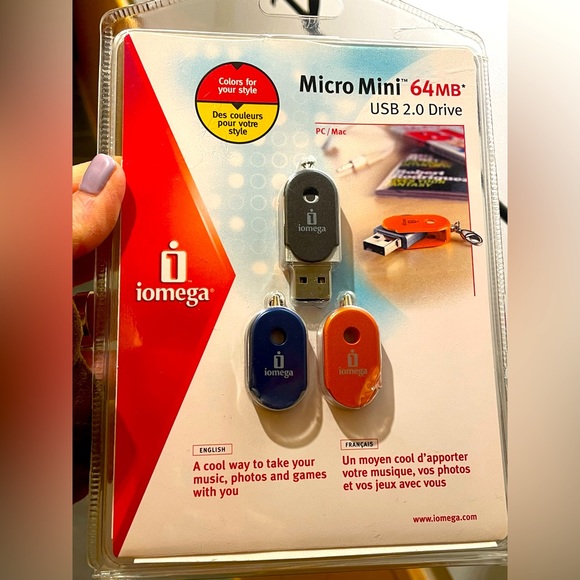 Colors for
your style
Des couleurs
pour votre
style
Micro Mini™ 64MB*
USB 2.0 Drive
PC / Mac
iomega
iomega®
iomega
iomega
ENGLISH
A cool way to take your
music, photos and games
with you
FRANÇAIS
Un moyen cool d'apporter
votre musique, vos photos
et vos jeux avec vous
www.iomega.com